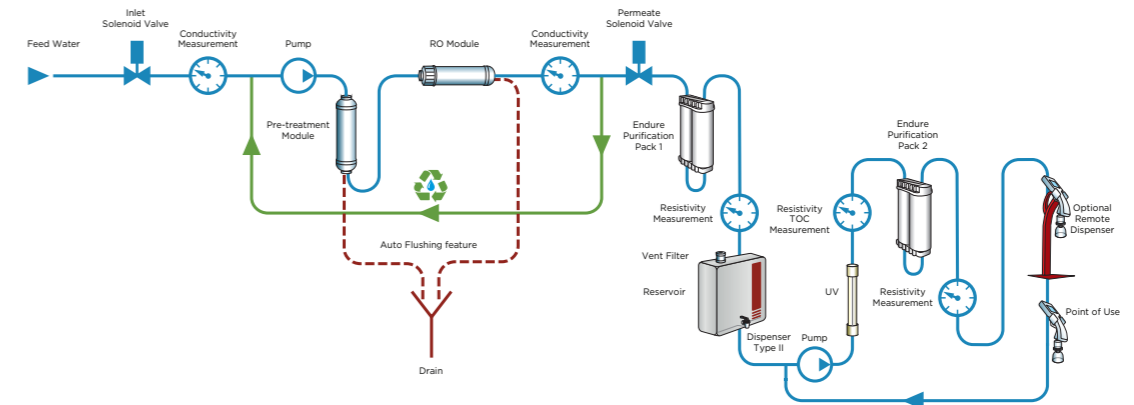 Feed Water
Inlet
Solenoid Valve
Conductivity
Measurement
Pump
RO Module
Conductivity
Measurement
Permeate
Solenoid Valve
Pre-treatment
Module
Endure
Purification
Pack 1
Endure
Purification
Pack 2
Resistivity
Measurement
Resistivity
TOC
Measurement
Optional
Remote
Dispenser
Auto Flushing feature
Vent Filter
Reservoir
UV
Resistivity
Measurement
Point of Use
Dispenser
Type II
Pump
Drain